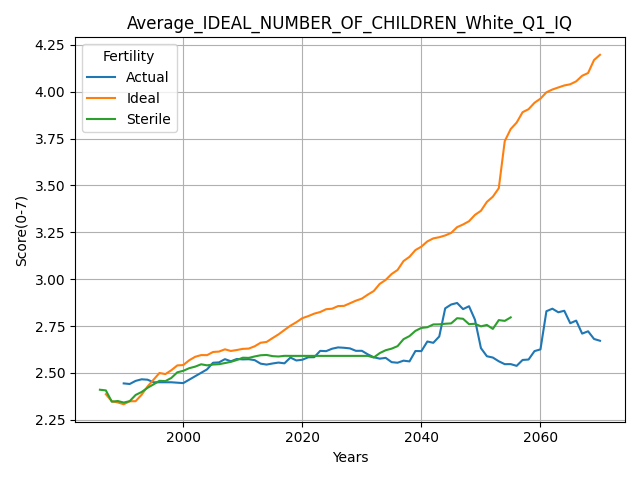 Average_IDEAL_NUMBER_OF_CHILDREN_White_Q1_IQ
Fertility
Actual
Ideal
Sterile
Score(0-7)
4.25
4.00
3.75
3.50
3.25
3.00
2.75
2.50
2.25
2000
2020
2040
2060
Years